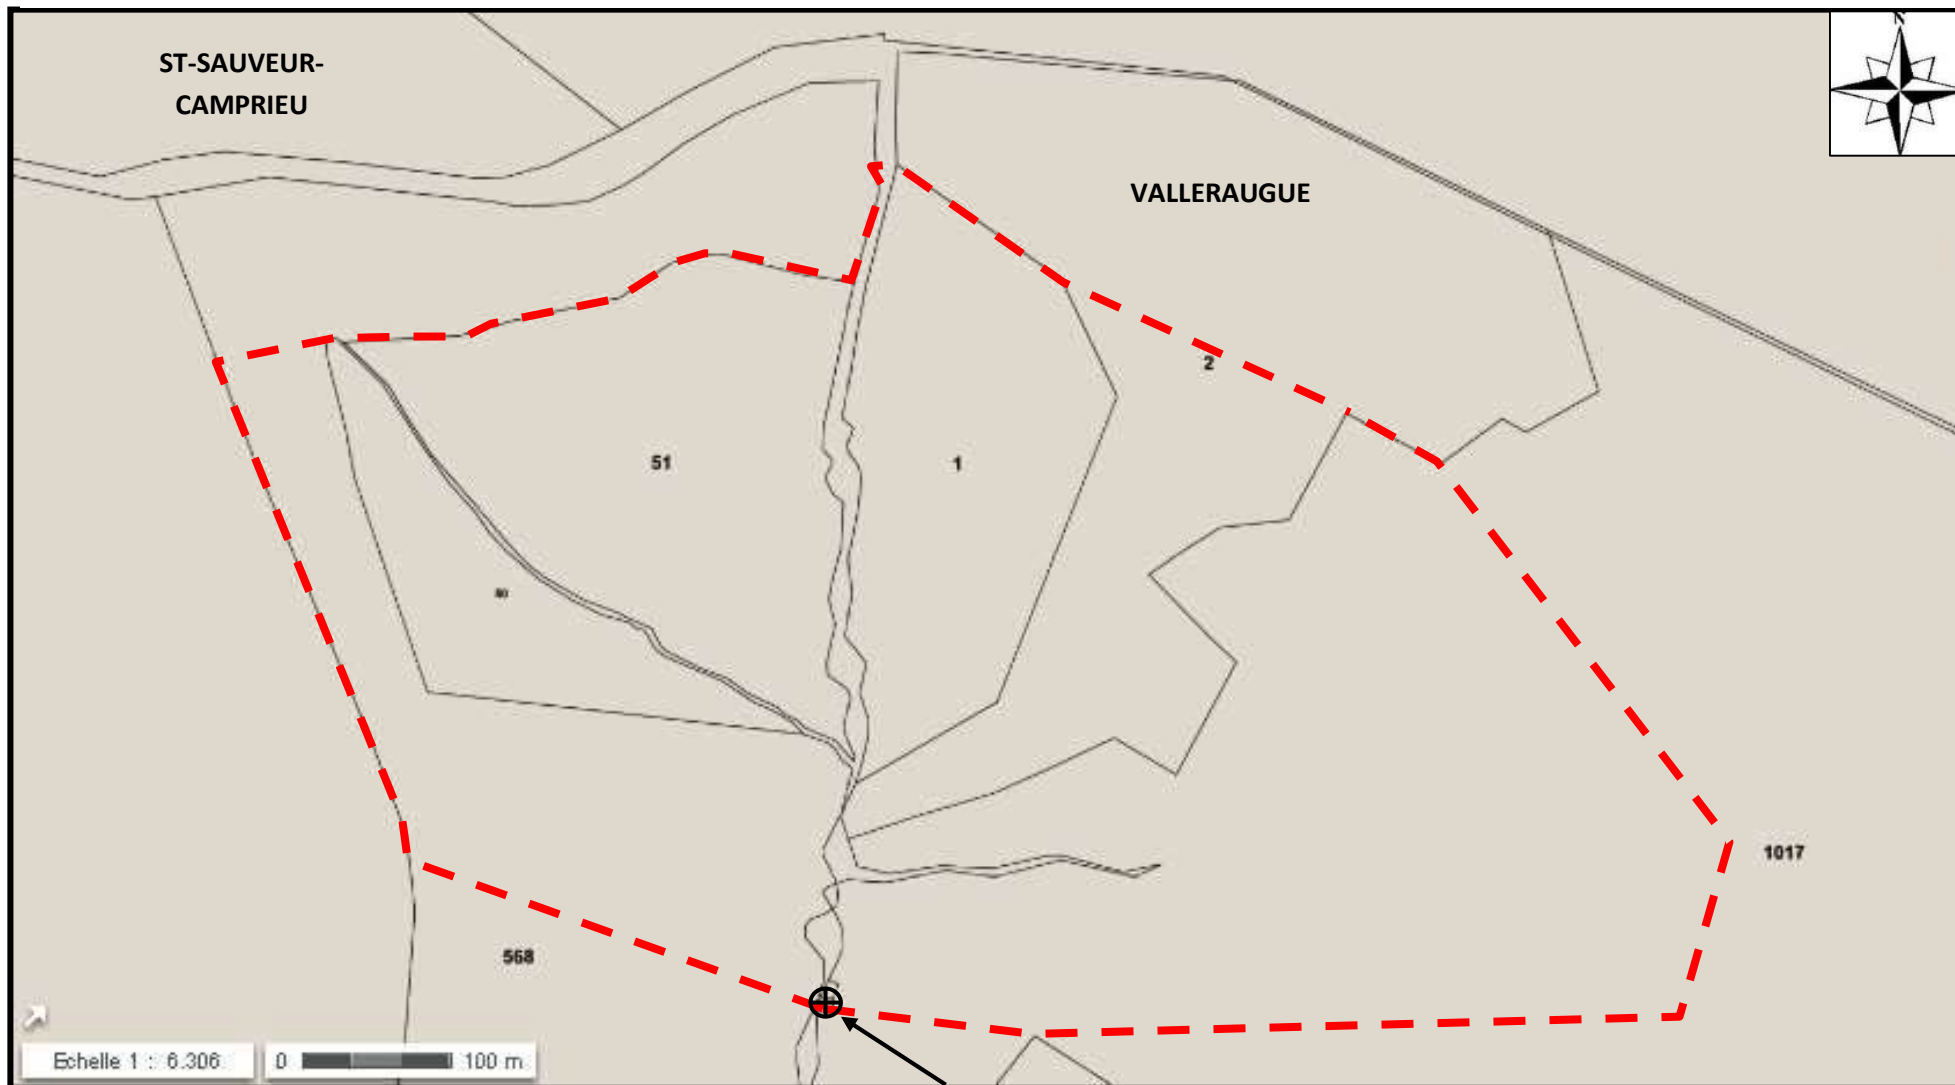 N
ST-SAUVEUR-
CAMPRIEU
VALLERAUGUE
2
51
1
1017
568
Echelle 1 : 6.306
0 100 m